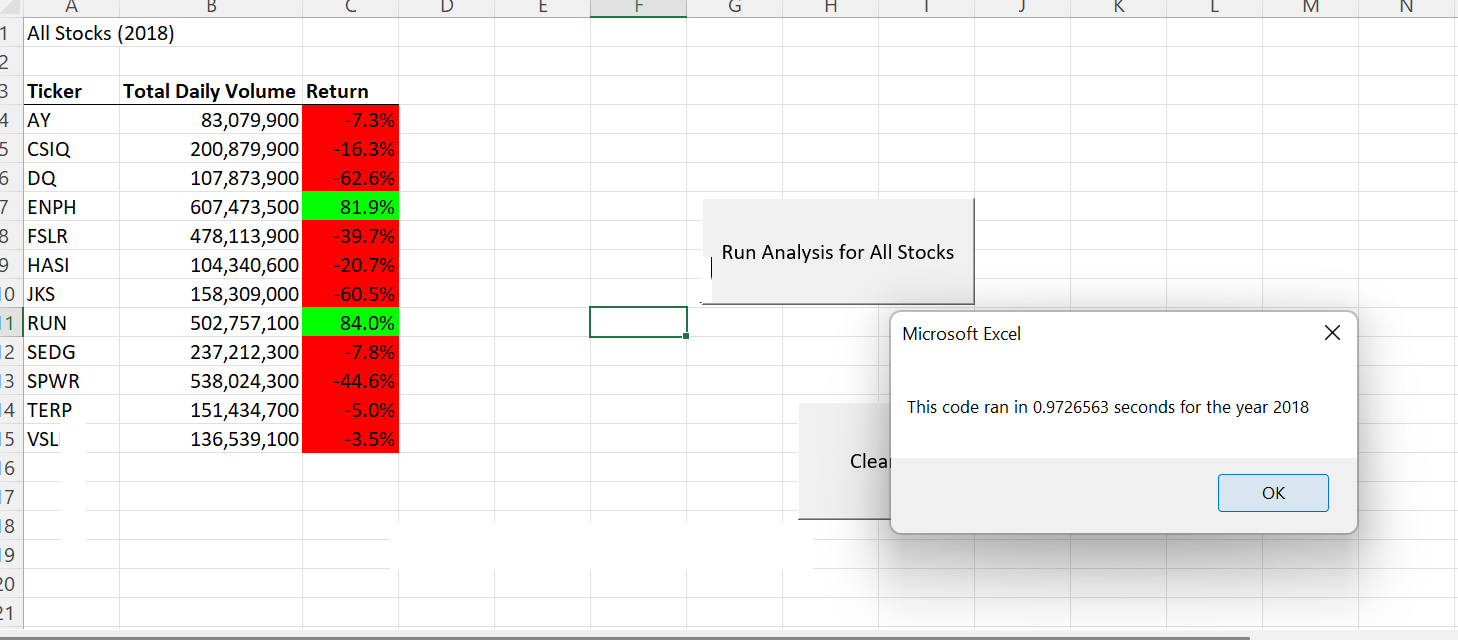 A B C D E F G H I J K L M N
1 All Stocks (2018)
2
3 Ticker Total Daily Volume Return
4 AY 83,079,900 -7.3%
5 CSIQ 200,879,900 -16.3%
6 DQ 107,873,900 -62.6%
7 ENPH 607,473,500 81.9%
8 FSLR 478,113,900 -39.7%
9 HASI 104,340,600 -20.7%
10 JKS 158,309,000 -60.5%
11 RUN 502,757,100 84.0%
12 SEDG 237,212,300 -7.8%
13 SPWR 538,024,300 -44.6%
14 TERP 151,434,700 -5.0%
15 VSL 136,539,100 -3.5%
16
17
18
19
20
21
Run Analysis for All Stocks
Clear
Microsoft Excel
This code ran in 0.9726563 seconds for the year 2018
OK